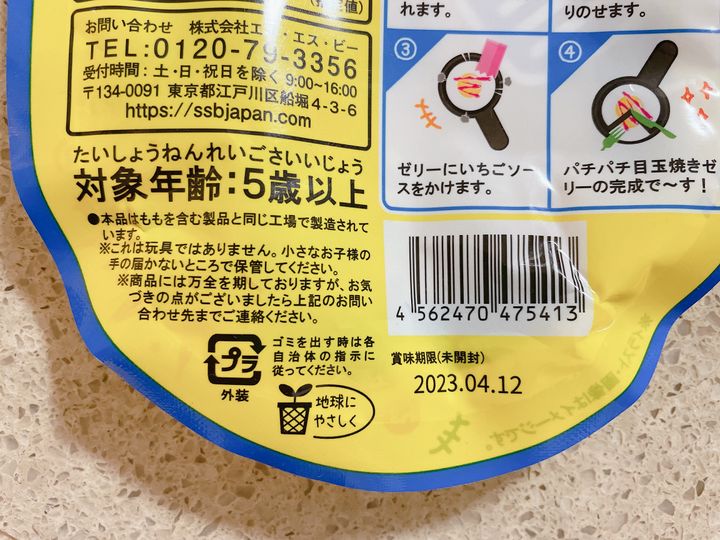 お問い合わせ 株式会社エス・エス・ビー
TEL:0120-79-3356
受付時間：土・日・祝日を除く 9:00~16:00
〒134-0091 東京都江戸川区船堀4-3-6
https://ssbjapan.com
たいしょうねんれいごさいいじょう
対象年齢：5歳以上
●本品はももを含む製品と同じ工場で製造されて
います。
※これは玩具ではありません。小さなお子様の
手の届かないところで保管してください。
※商品には万全を期しておりますが、お気
づきの点がございましたら上記のお問い
合わせ先までご連絡ください。
プラ
外装
ゴミを出す時は各
自治体の指示に
従ってください。
地球に
やさしく
れます。
りのせます。
③
ゼリーにいちごソー
スをかけます。
④
パチパチ目玉焼きゼ
リーの完成で〜す！
4 562470 475413
賞味期限(未開封)
2023.04.12
※イラスト・画像はイメージです。